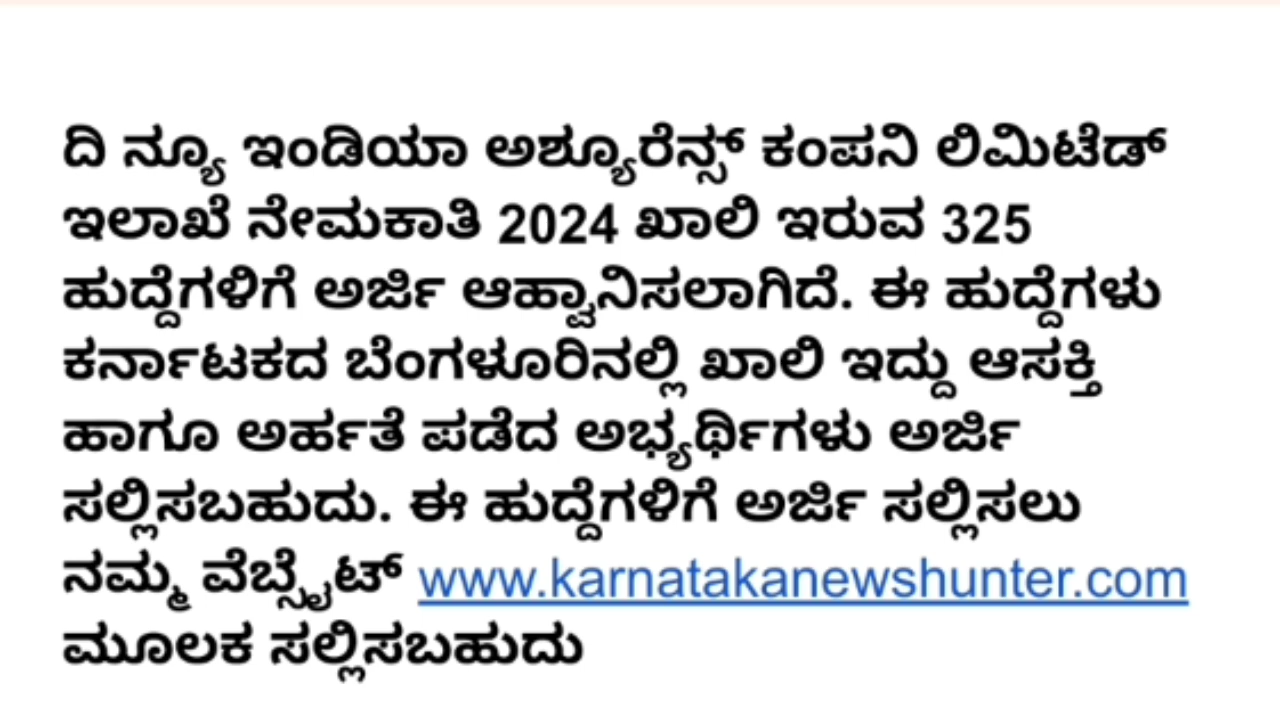 ದಿ ನ್ಯೂ ಇಂಡಿಯಾ ಅಶ್ಯೂರೆನ್ಸ್ ಕಂಪನಿ ಲಿಮಿಟೆಡ್
ಇಲಾಖೆ ನೇಮಕಾತಿ 2024 ಖಾಲಿ ಇರುವ 325
ಹುದ್ದೆಗಳಿಗೆ ಅರ್ಜಿ ಆಹ್ವಾನಿಸಲಾಗಿದೆ. ಈ ಹುದ್ದೆಗಳು
ಕರ್ನಾಟಕದ ಬೆಂಗಳೂರಿನಲ್ಲಿ ಖಾಲಿ ಇದ್ದು ಆಸಕ್ತಿ
ಹಾಗೂ ಅರ್ಹತೆ ಪಡೆದ ಅಭ್ಯರ್ಥಿಗಳು ಅರ್ಜಿ
ಸಲ್ಲಿಸಬಹುದು. ಈ ಹುದ್ದೆಗಳಿಗೆ ಅರ್ಜಿ ಸಲ್ಲಿಸಲು
ನಮ್ಮ ವೆಬ್ಸೈಟ್ www.karnatakanewshunter.com
ಮೂಲಕ ಸಲ್ಲಿಸಬಹುದು